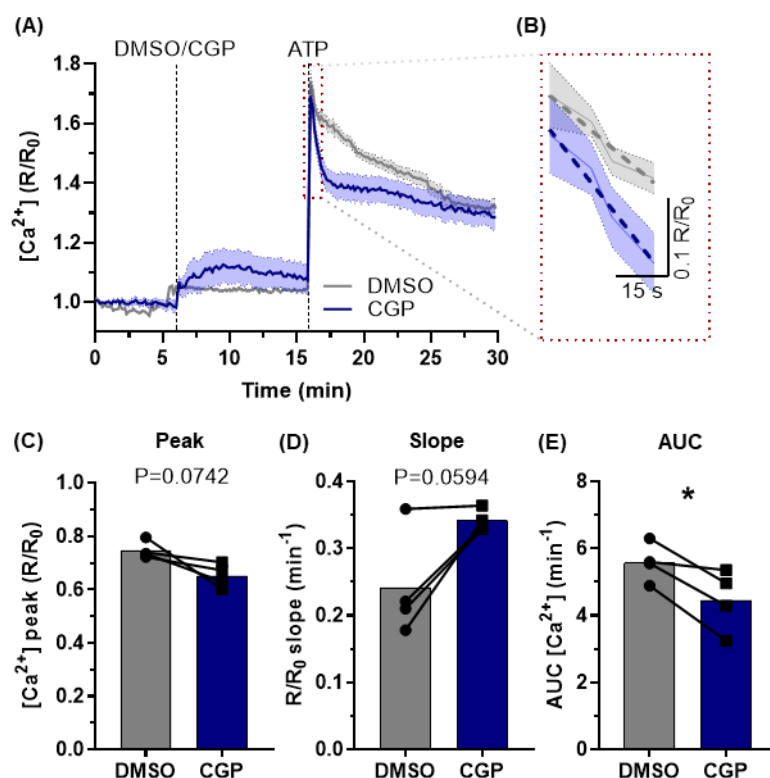 (A)
(B)
DMSO/CGP
ATP
[Ca²⁺] (R/R₀)
1.8
1.6
1.4
1.2
1.0
0
5
10
15
20
25
30
Time (min)
DMSO
CGP
0.1 R/R₀
15 s
(C)
Peak
P=0.0742
[Ca²⁺] peak (R/R₀)
1.0
0.8
0.6
0.4
0.2
0.0
DMSO
CGP
(D)
Slope
P=0.0594
R/R₀ slope (min⁻¹)
0.4
0.3
0.2
0.1
0.0
DMSO
CGP
(E)
AUC
*
AUC [Ca²⁺] (min⁻¹)
8
6
4
2
0
DMSO
CGP